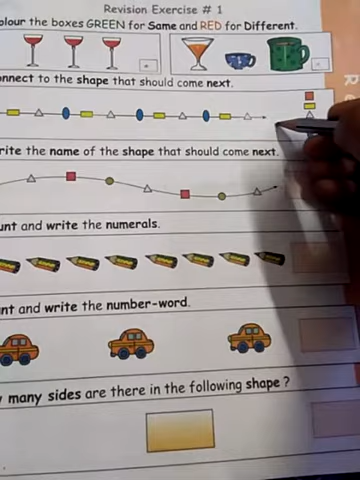 Revision Exercise # 1
olour the boxes GREEN for Same and RED for Different.
onnect to the shape that should come next.
rite the name of the shape that should come next.
unt and write the numerals.
nt and write the number-word.
many sides are there in the following shape ?